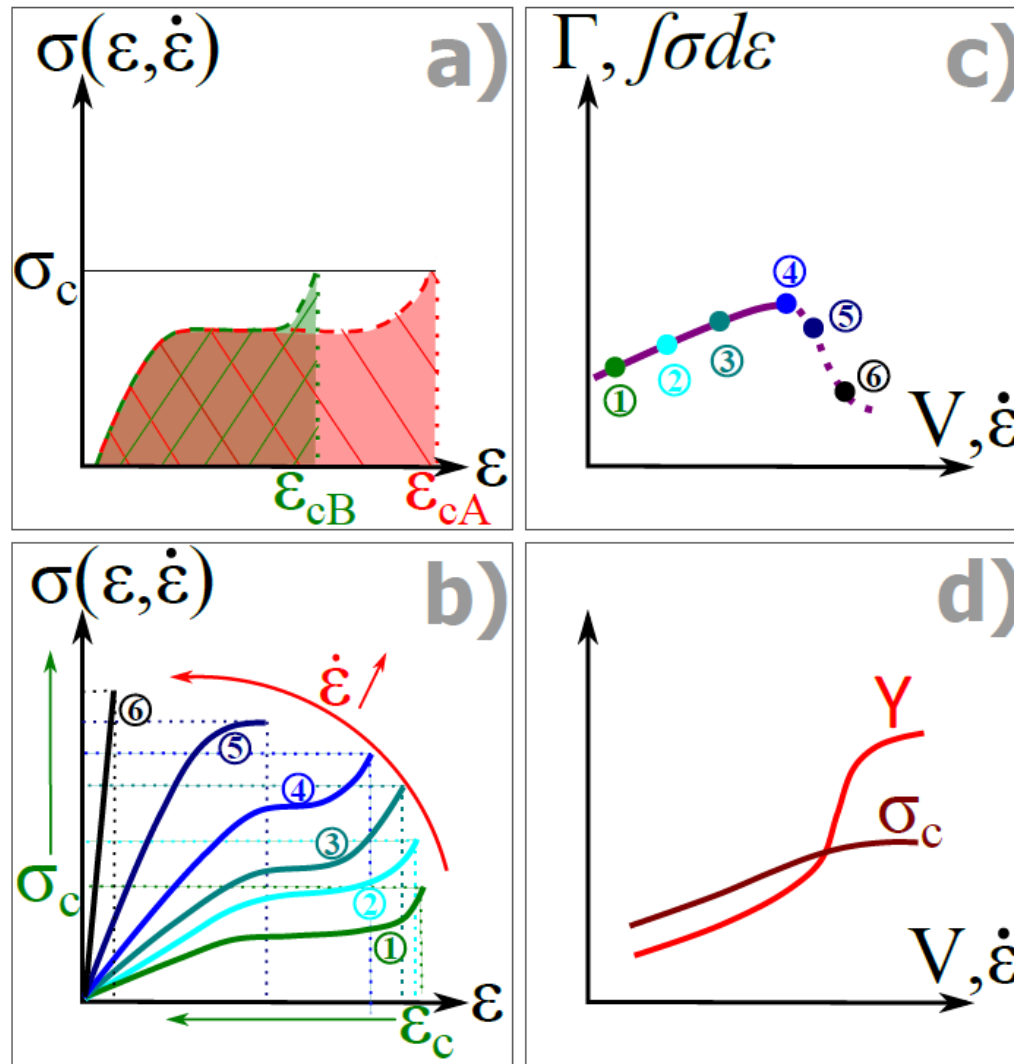 σ(ε,ε̇)
a)
σc
ε
εcB
εcA
Γ, ∫σdε
c)
①
②
③
④
⑤
⑥
V,ε̇
σ(ε,ε̇)
b)
ε̇
⑥
⑤
④
③
②
①
σc
ε
εc
d)
Y
σc
V,ε̇